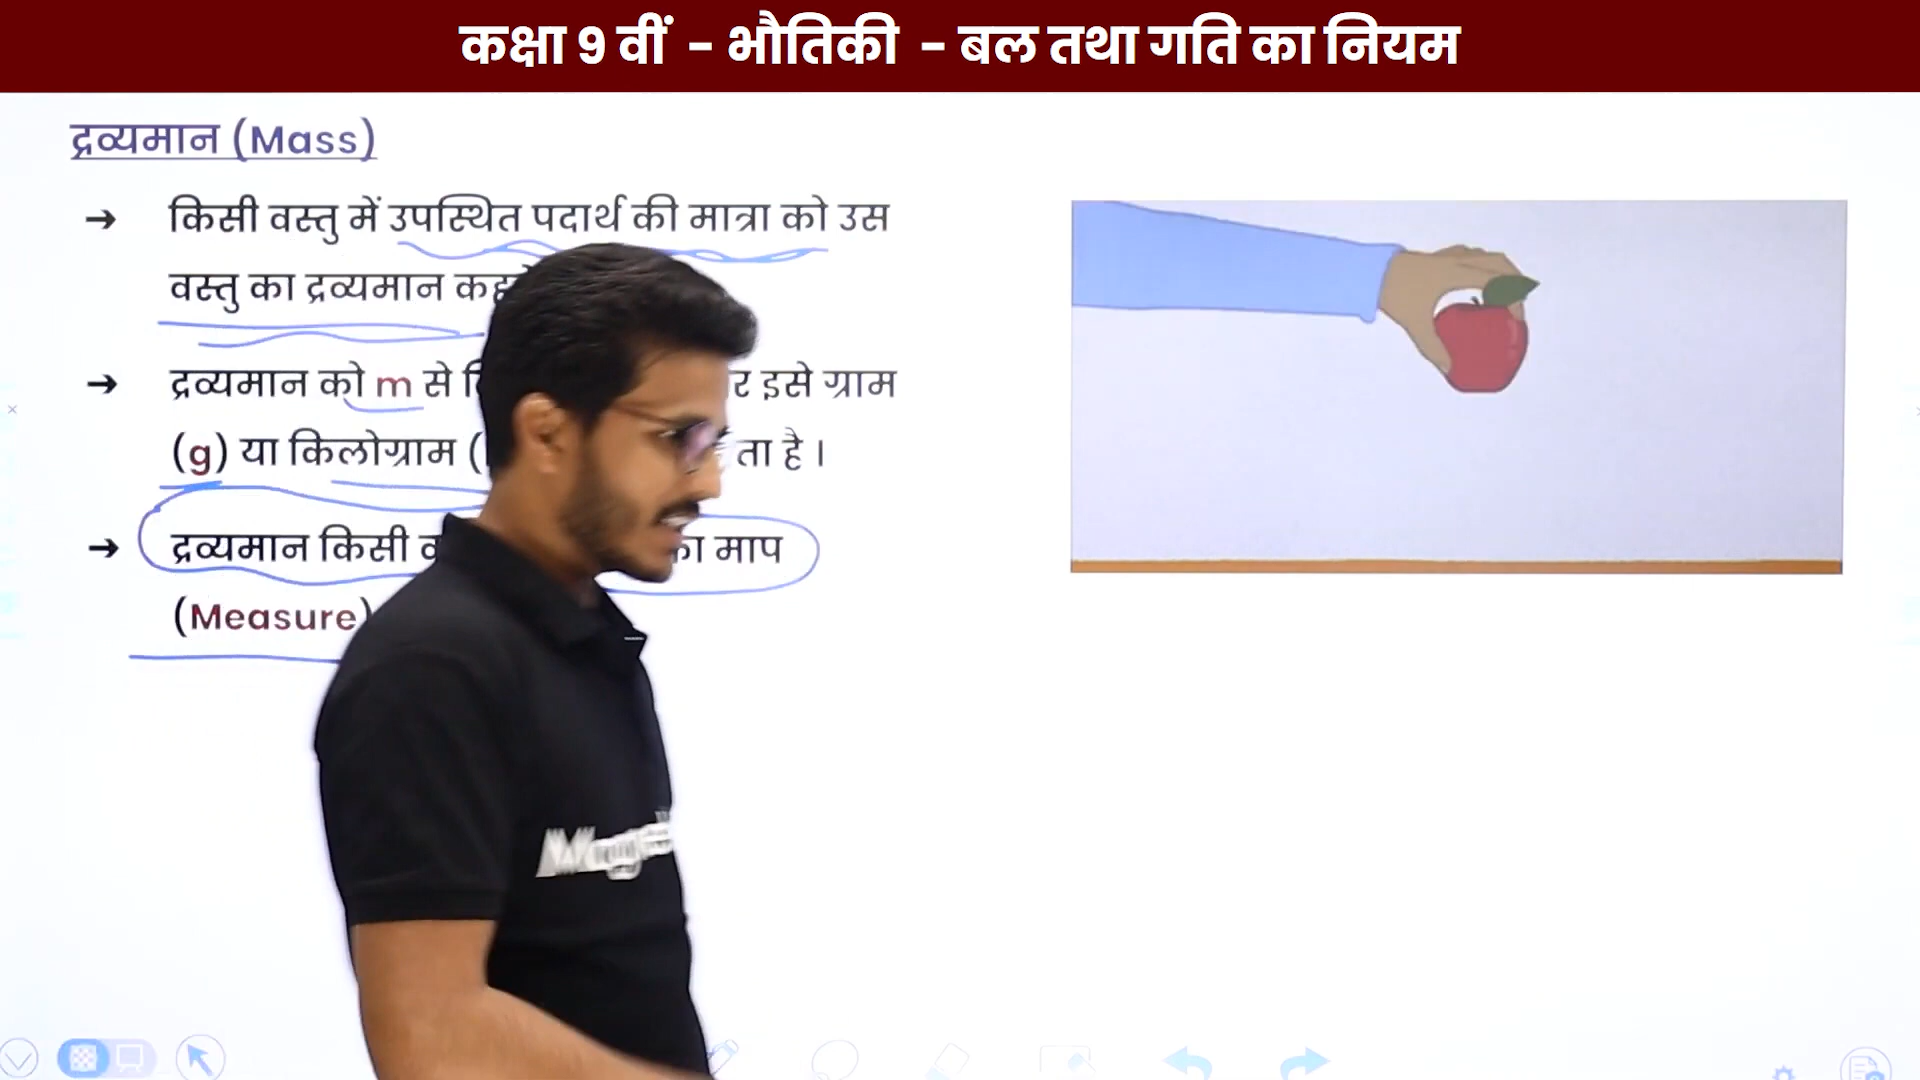 कक्षा 9 वीं - भौतिकी - बल तथा गति का नियम
द्रव्यमान (Mass)
➔ किसी वस्तु में उपस्थित पदार्थ की मात्रा को उस
वस्तु का द्रव्यमान
➔ द्रव्यमान को m से इसे ग्राम
(g) या किलोग्राम ( है ।
➔ द्रव्यमान किसी माप
(Measure)